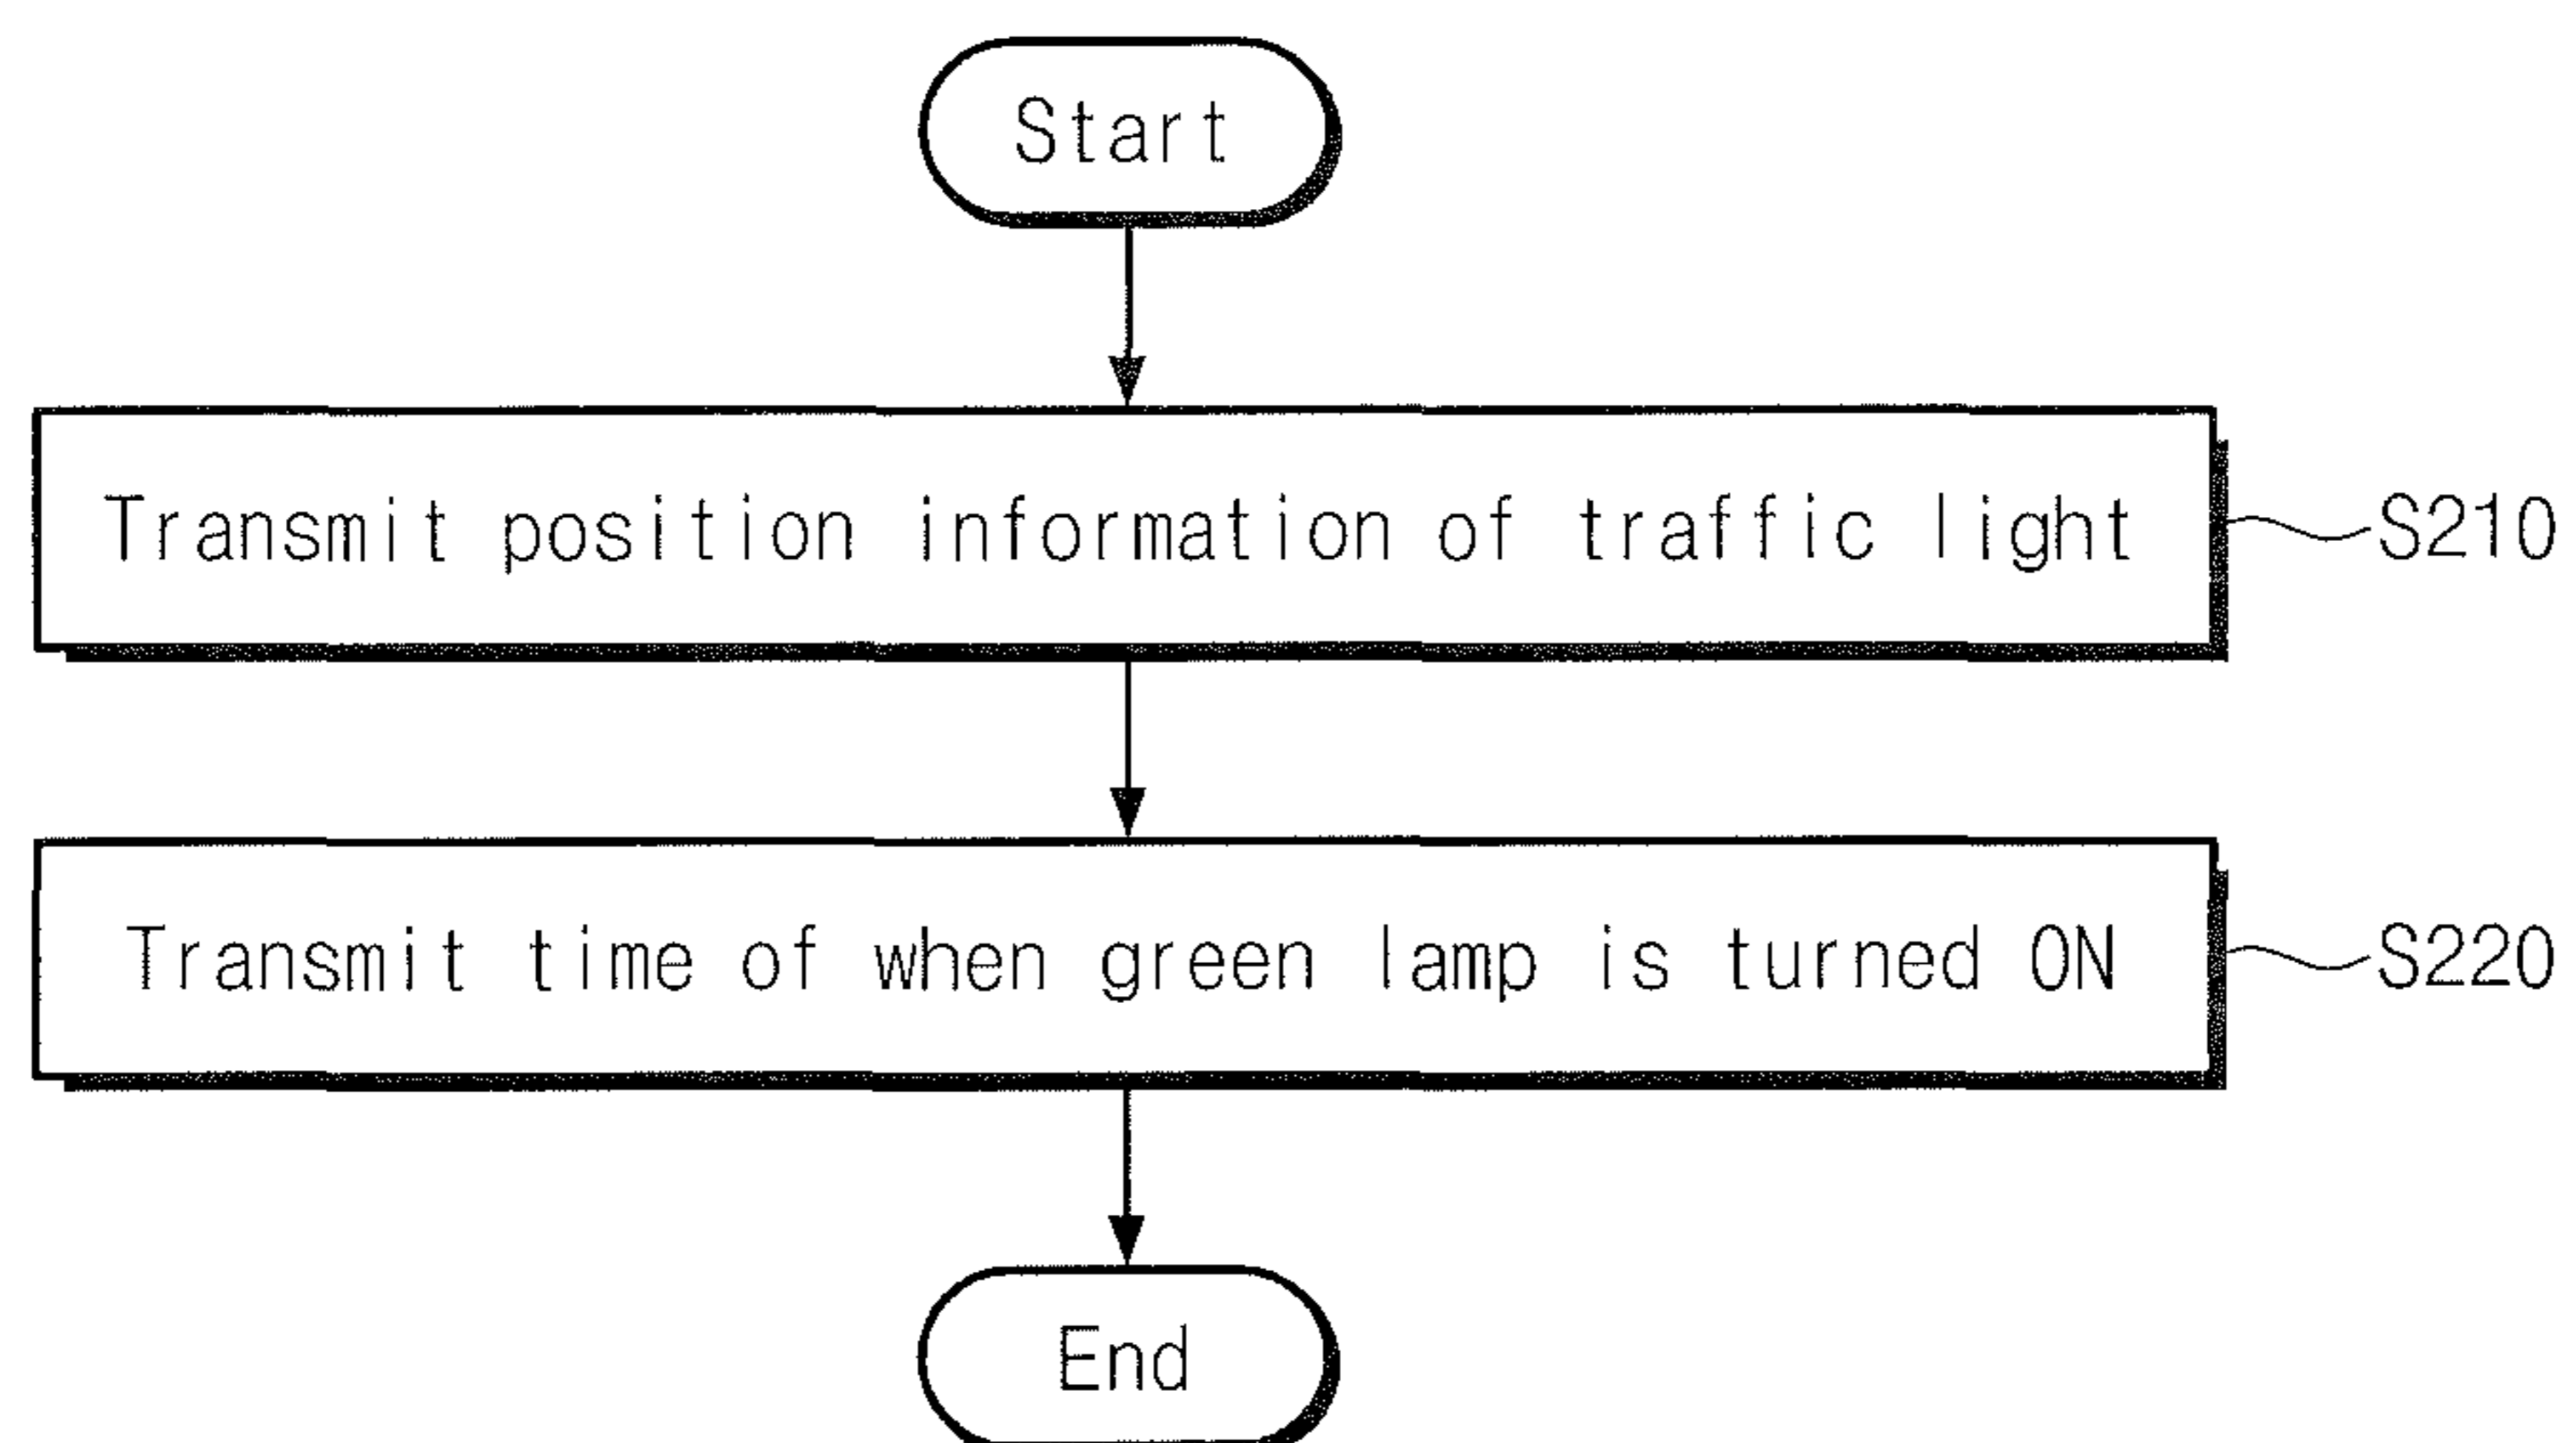 Start
Transmit position information of traffic light
S210
Transmit time of when green lamp is turned ON
S220
End